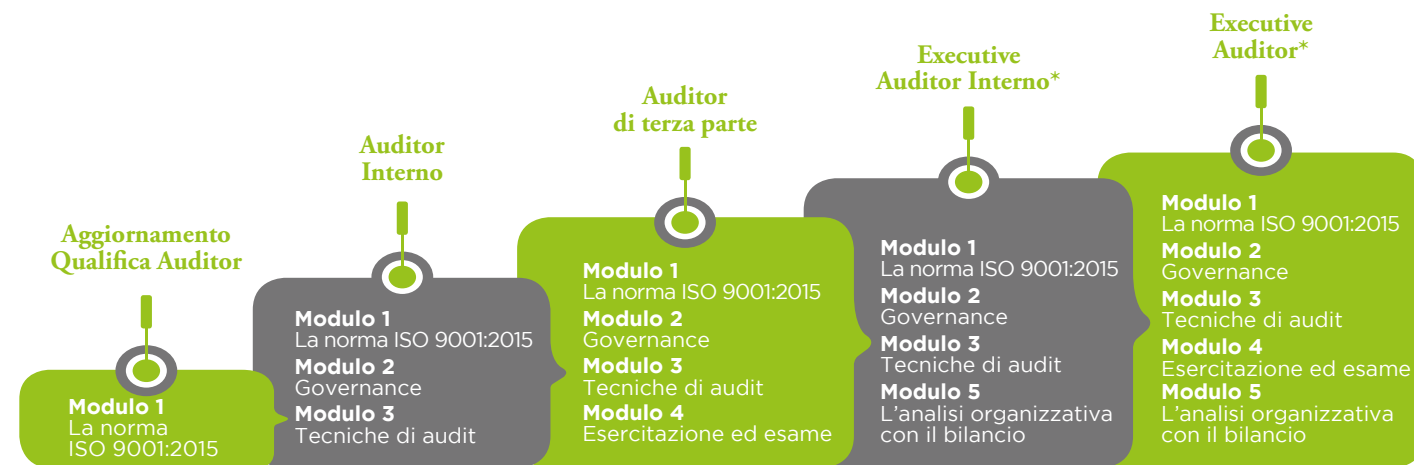 Aggiornamento
Qualifica Auditor
Modulo 1
La norma
ISO 9001:2015
Auditor
Interno
Modulo 1
La norma ISO 9001:2015
Modulo 2
Governance
Modulo 3
Tecniche di audit
Auditor
di terza parte
Modulo 1
La norma ISO 9001:2015
Modulo 2
Governance
Modulo 3
Tecniche di audit
Modulo 4
Esercitazione ed esame
Executive
Auditor Interno*
Modulo 1
La norma ISO 9001:2015
Modulo 2
Governance
Modulo 3
Tecniche di audit
Modulo 5
L'analisi organizzativa
con il bilancio
Executive
Auditor*
Modulo 1
La norma ISO 9001:2015
Modulo 2
Governance
Modulo 3
Tecniche di audit
Modulo 4
Esercitazione ed esame
Modulo 5
L'analisi organizzativa
con il bilancio